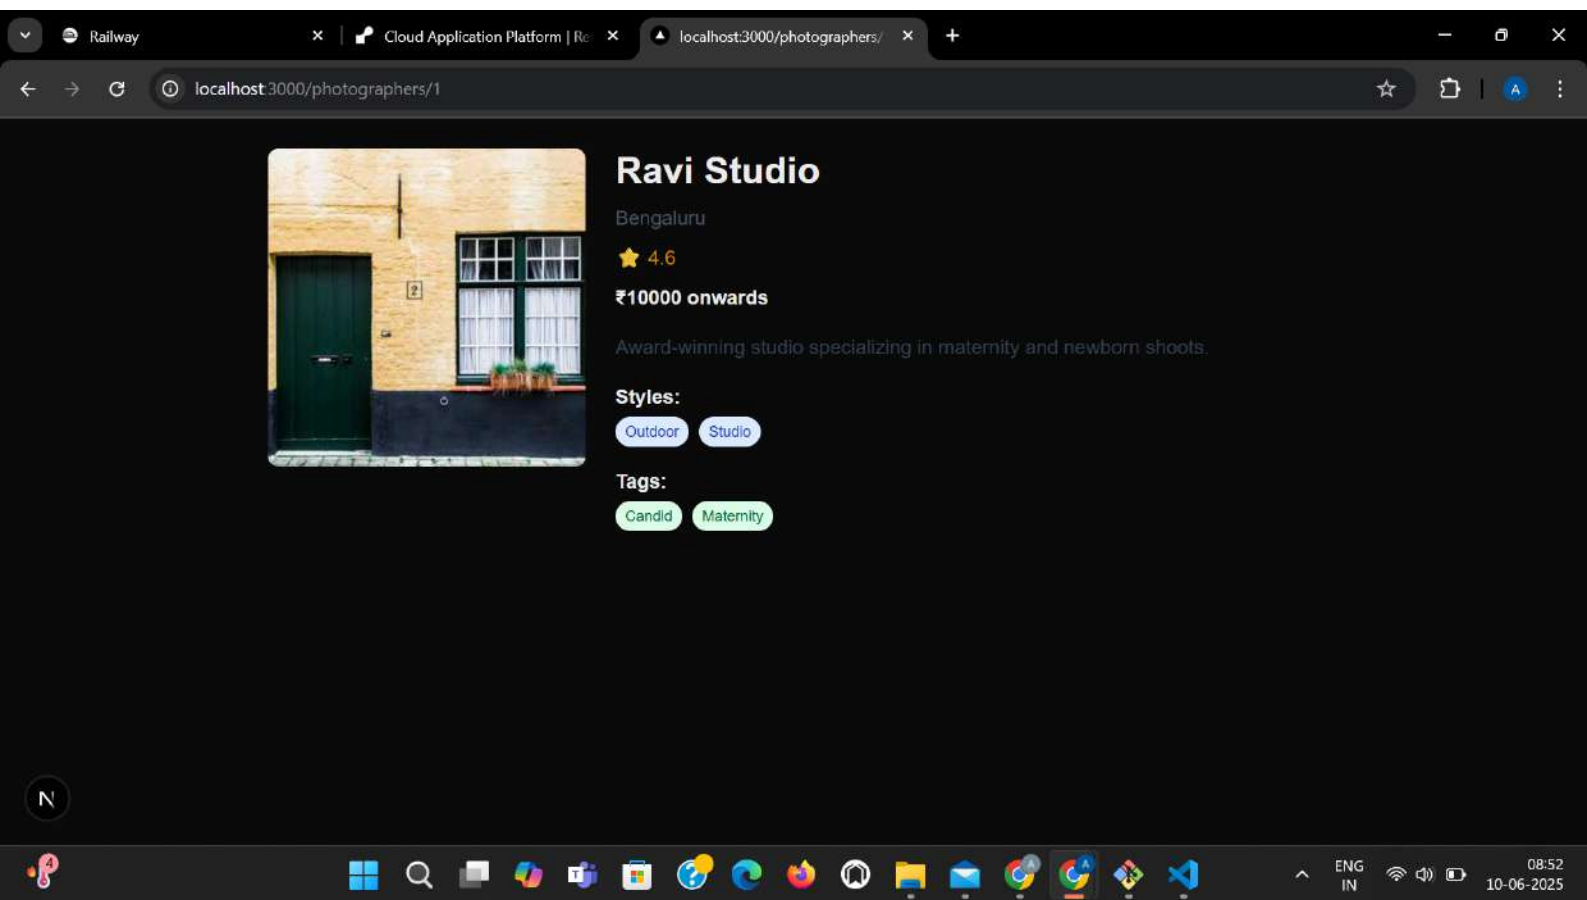 Railway
Cloud Application Platform | Re
localhost:3000/photographers/
localhost:3000/photographers/1
Ravi Studio
Bengaluru
4.6
₹10000 onwards
Award-winning studio specializing in maternity and newborn shoots.
Styles:
Outdoor
Studio
Tags:
Candid
Maternity
2
N
A
4
ENG
IN
08:52
10-06-2025